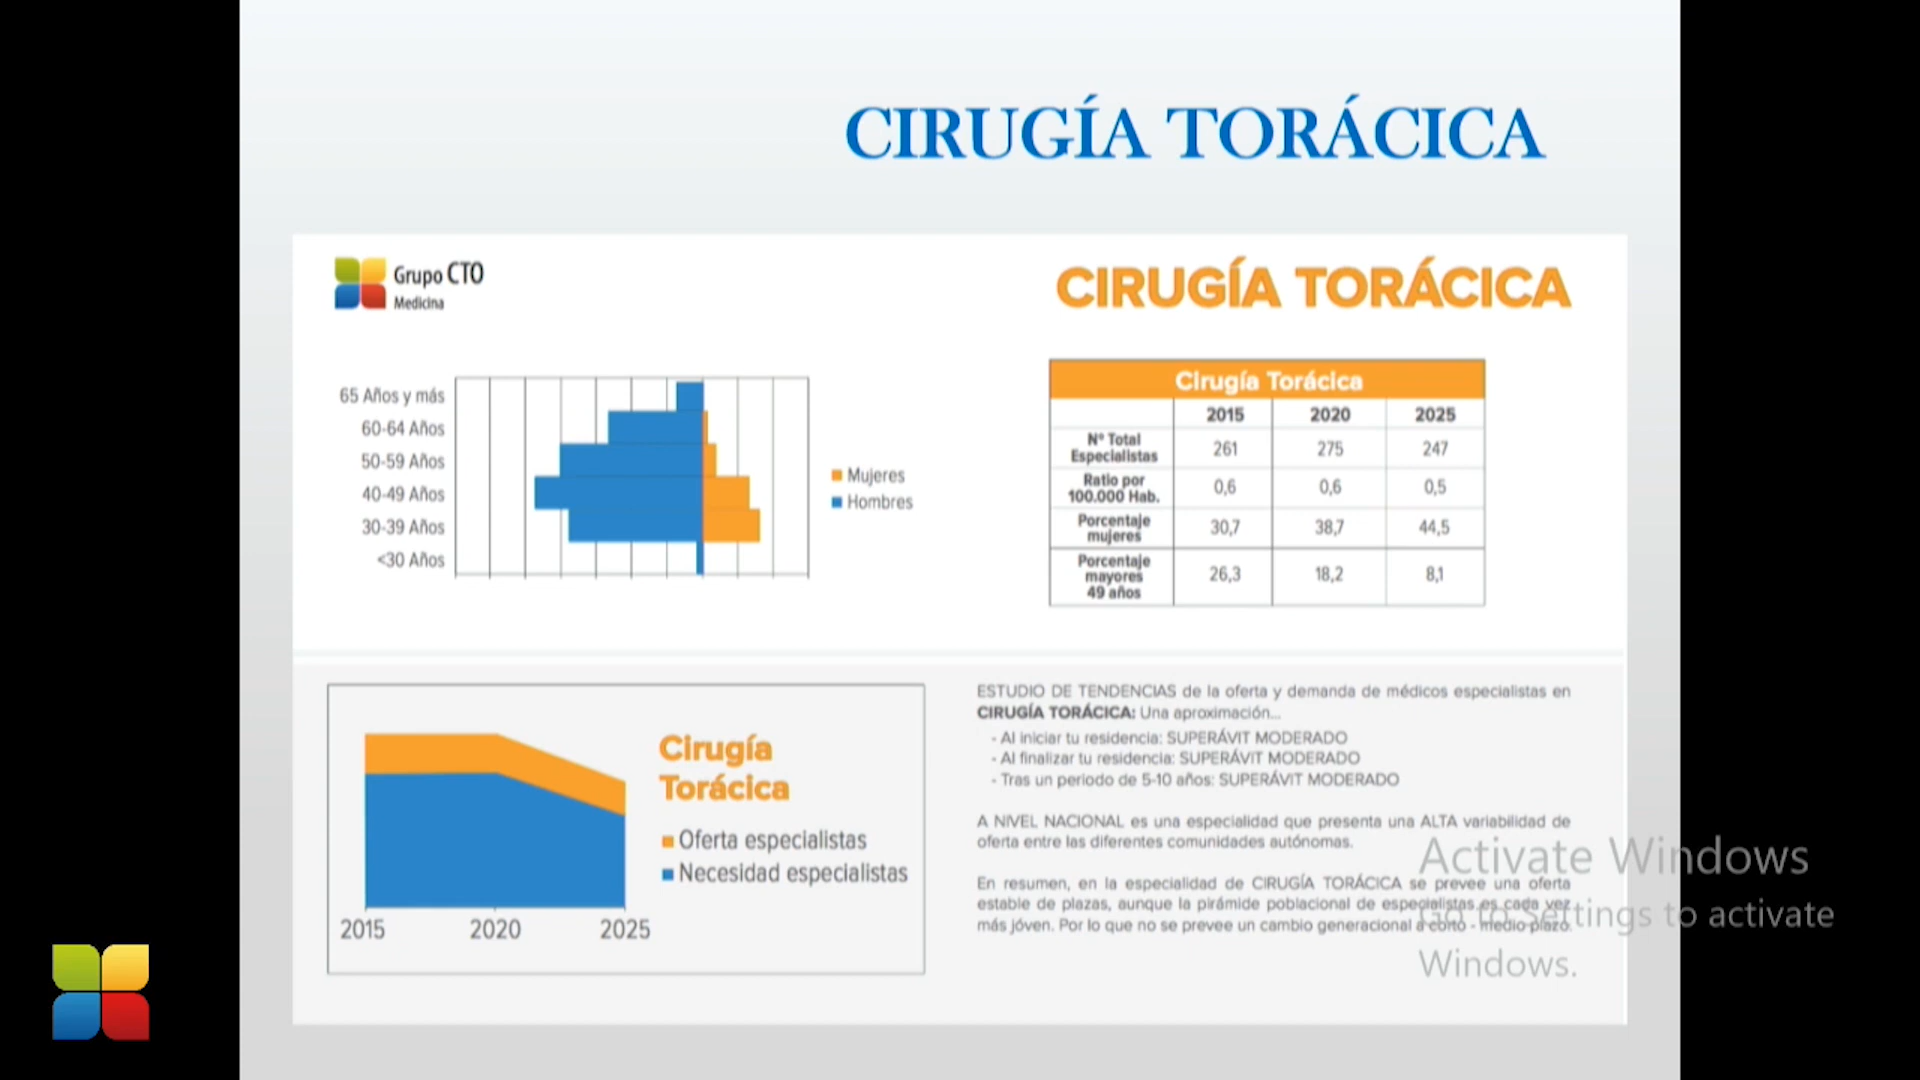 CIRUGÍA TORÁCICA
Grupo CTO
Medicina
CIRUGÍA TORÁCICA
65 Años y más
60-64 Años
50-59 Años
40-49 Años
30-39 Años
<30 Años
Mujeres
Hombres
Cirugía Torácica
2015 2020 2025
Nº Total
Especialistas
261 275 247
Ratio por
100.000 Hab.
0,6 0,6 0,5
Porcentaje
mujeres
30,7 38,7 44,5
Porcentaje
mayores
49 años
26,3 18,2 8,1
Cirugía
Torácica
Oferta especialistas
Necesidad especialistas
2015 2020 2025
ESTUDIO DE TENDENCIAS de la oferta y demanda de médicos especialistas en
CIRUGÍA TORÁCICA: Una aproximación...
- Al iniciar tu residencia: SUPERÁVIT MODERADO
- Al finalizar tu residencia: SUPERÁVIT MODERADO
- Tras un periodo de 5-10 años: SUPERÁVIT MODERADO
A NIVEL NACIONAL es una especialidad que presenta una ALTA variabilidad de
oferta entre las diferentes comunidades autónomas.
En resumen, en la especialidad de CIRUGÍA TORÁCICA se prevee una oferta
estable de plazas, aunque la pirámide poblacional de especialistas es cada vez
más jóven. Por lo que no se prevee un cambio generacional a corto - medio plazo.
Activate Windows
Go to Settings to activate
Windows.